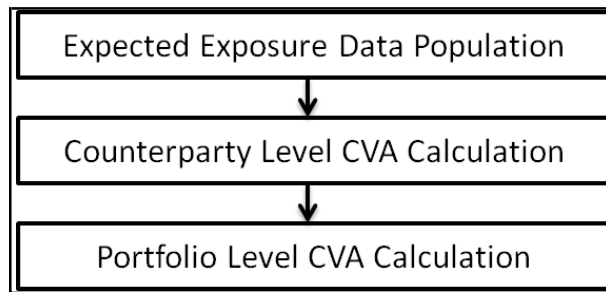 Expected Exposure Data Population
Counterparty Level CVA Calculation
Portfolio Level CVA Calculation